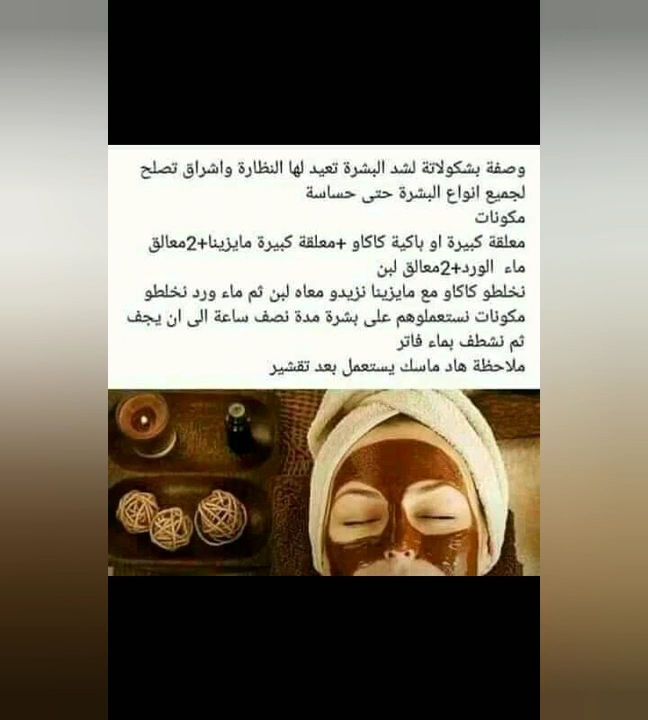 وصفة بشكولاتة لشد البشرة تعيد لها النظارة واشراق تصلح
لجميع انواع البشرة حتى حساسة
مكونات
معلقة كبيرة او باكية كاكاو +معلقة كبيرة مايزينا+2معالق
ماء الورد+2معالق لبن
نخلطو كاكاو مع مايزينا نزيدو معاه لبن ثم ماء ورد نخلطو
مكونات نستعملوهم على بشرة مدة نصف ساعة الى ان يجف
ثم نشطف بماء فاتر
ملاحظة هاد ماسك يستعمل بعد تقشير